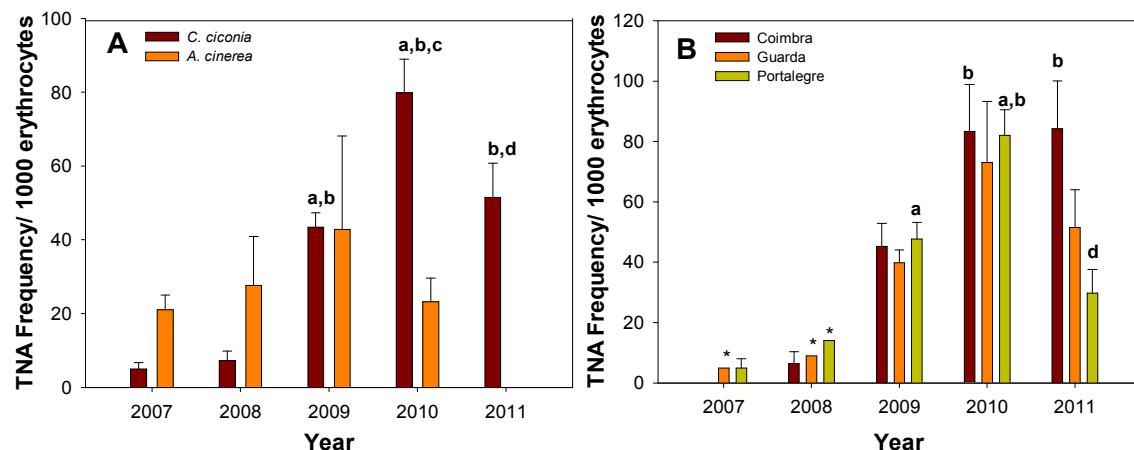 TNA Frequency/ 1000 erythrocytes
100
80
60
40
20
0
A
C. ciconia
A. cinerea
a,b
a,b,c
b,d
2007 2008 2009 2010 2011
Year
TNA Frequency/ 1000 erythrocytes
120
100
80
60
40
20
0
B
Coimbra
Guarda
Portalegre
*
* *
a
b
a,b
b
d
2007 2008 2009 2010 2011
Year